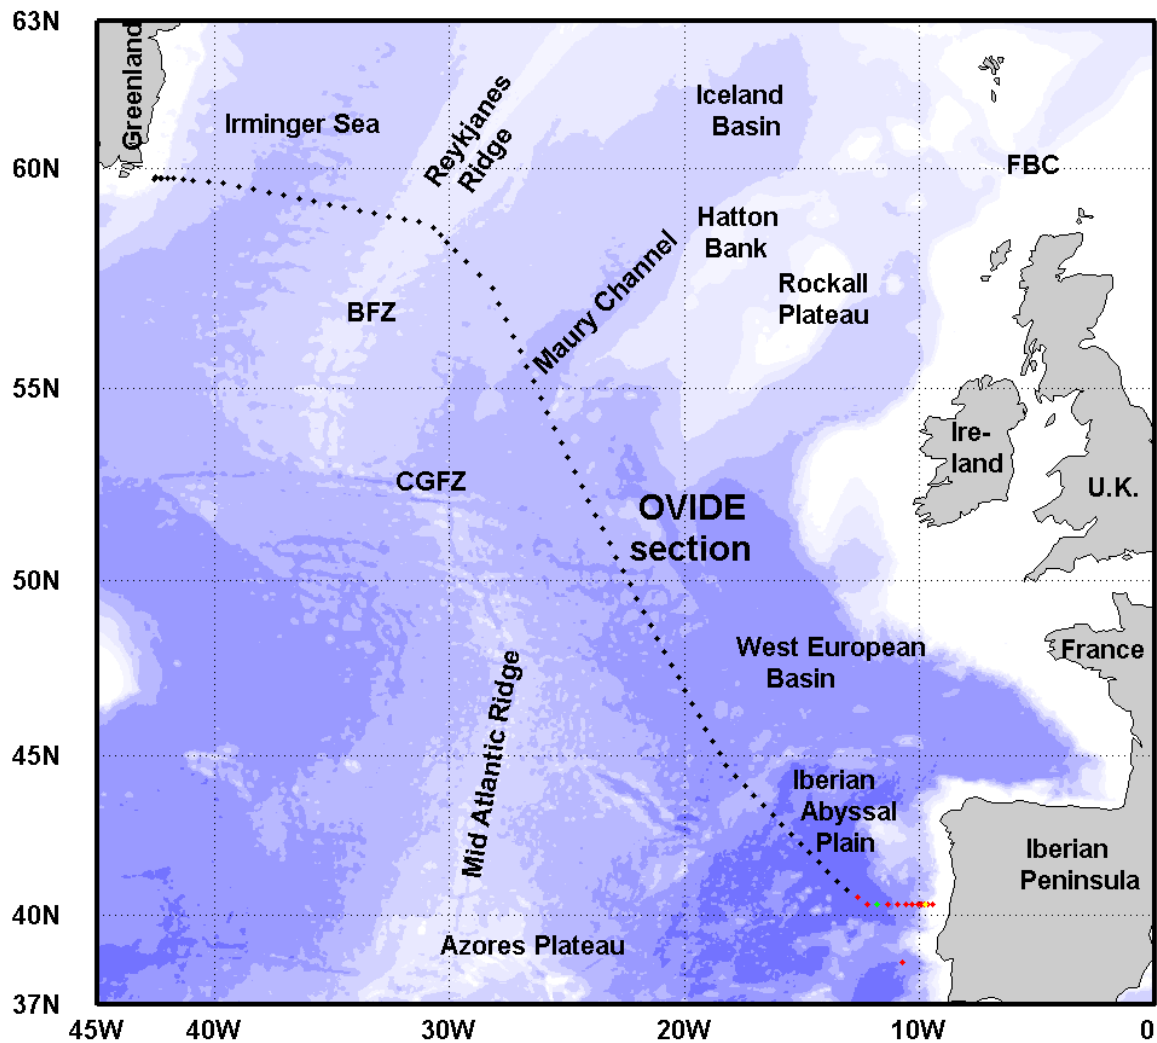 63N
Greenland
Irminger Sea
Reykjanes
Ridge
Iceland
Basin
60N
FBC
Hatton
Bank
Rockall
Plateau
BFZ
Maury Channel
55N
Ire-
land
CGFZ
U.K.
OVIDE
section
50N
West European
Basin
France
Mid Atlantic Ridge
45N
Iberian
Abyssal
Plain
Iberian
Peninsula
40N
Azores Plateau
37N
45W 40W 30W 20W 10W 0